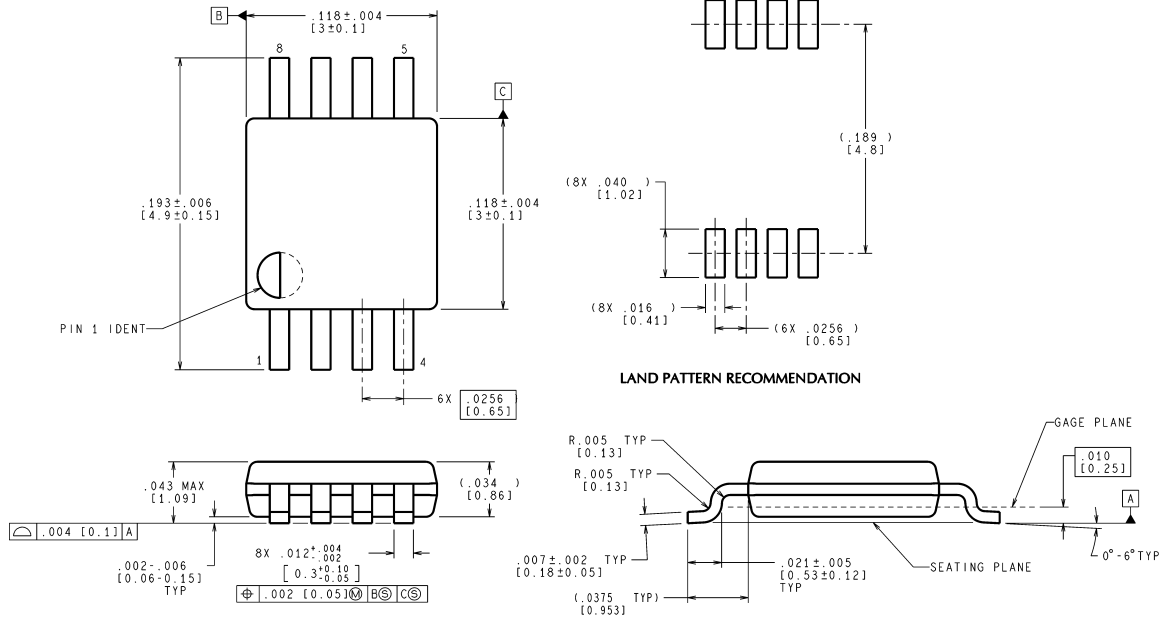 B
.118±.004
[3±0.1]
8
5
C
(.189 )
[4.8]
(8X .040 )
[1.02]
.193±.006
[4.9±0.15]
.118±.004
[3±0.1]
(8X .016 )
[0.41]
(6X .0256 )
[0.65]
PIN 1 IDENT
1
4
LAND PATTERN RECOMMENDATION
6X .0256
[0.65]
GAGE PLANE
R.005 TYP
[0.13]
R.005 TYP
[0.13]
.010
[0.25]
.043 MAX
[1.09]
(.034 )
[0.86]
A
⌓ .004 [0.1] A
.002-.006
[0.06-0.15]
TYP
8X .012+.004 -.002
[0.3+0.10 -0.05]
⌖ .002 [0.05]Ⓜ BⓈ CⓈ
.007±.002 TYP
[0.18±0.05]
.021±.005
[0.53±0.12]
TYP
SEATING PLANE
0°-6°TYP
(.0375 TYP)
[0.953]